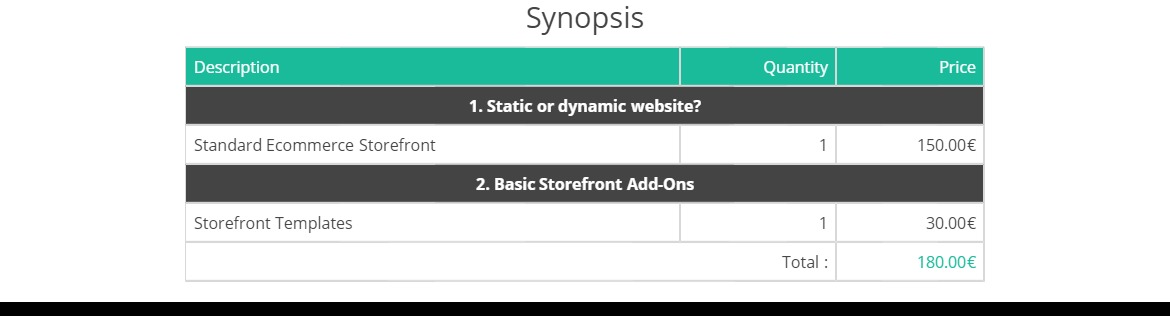 Synopsis
Description Quantity Price
1. Static or dynamic website?
Standard Ecommerce Storefront 1 150.00€
2. Basic Storefront Add-Ons
Storefront Templates 1 30.00€
Total : 180.00€